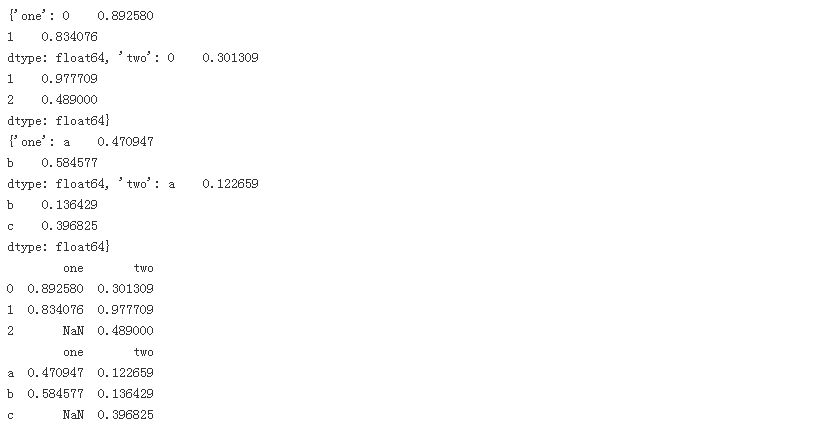 {'one': 0    0.892580
1    0.834076
dtype: float64, 'two': 0    0.301309
1    0.977709
2    0.489000
dtype: float64}
{'one': a    0.470947
b    0.584577
dtype: float64, 'two': a    0.122659
b    0.136429
c    0.396825
dtype: float64}
        one       two
0  0.892580  0.301309
1  0.834076  0.977709
2       NaN  0.489000
        one       two
a  0.470947  0.122659
b  0.584577  0.136429
c       NaN  0.396825